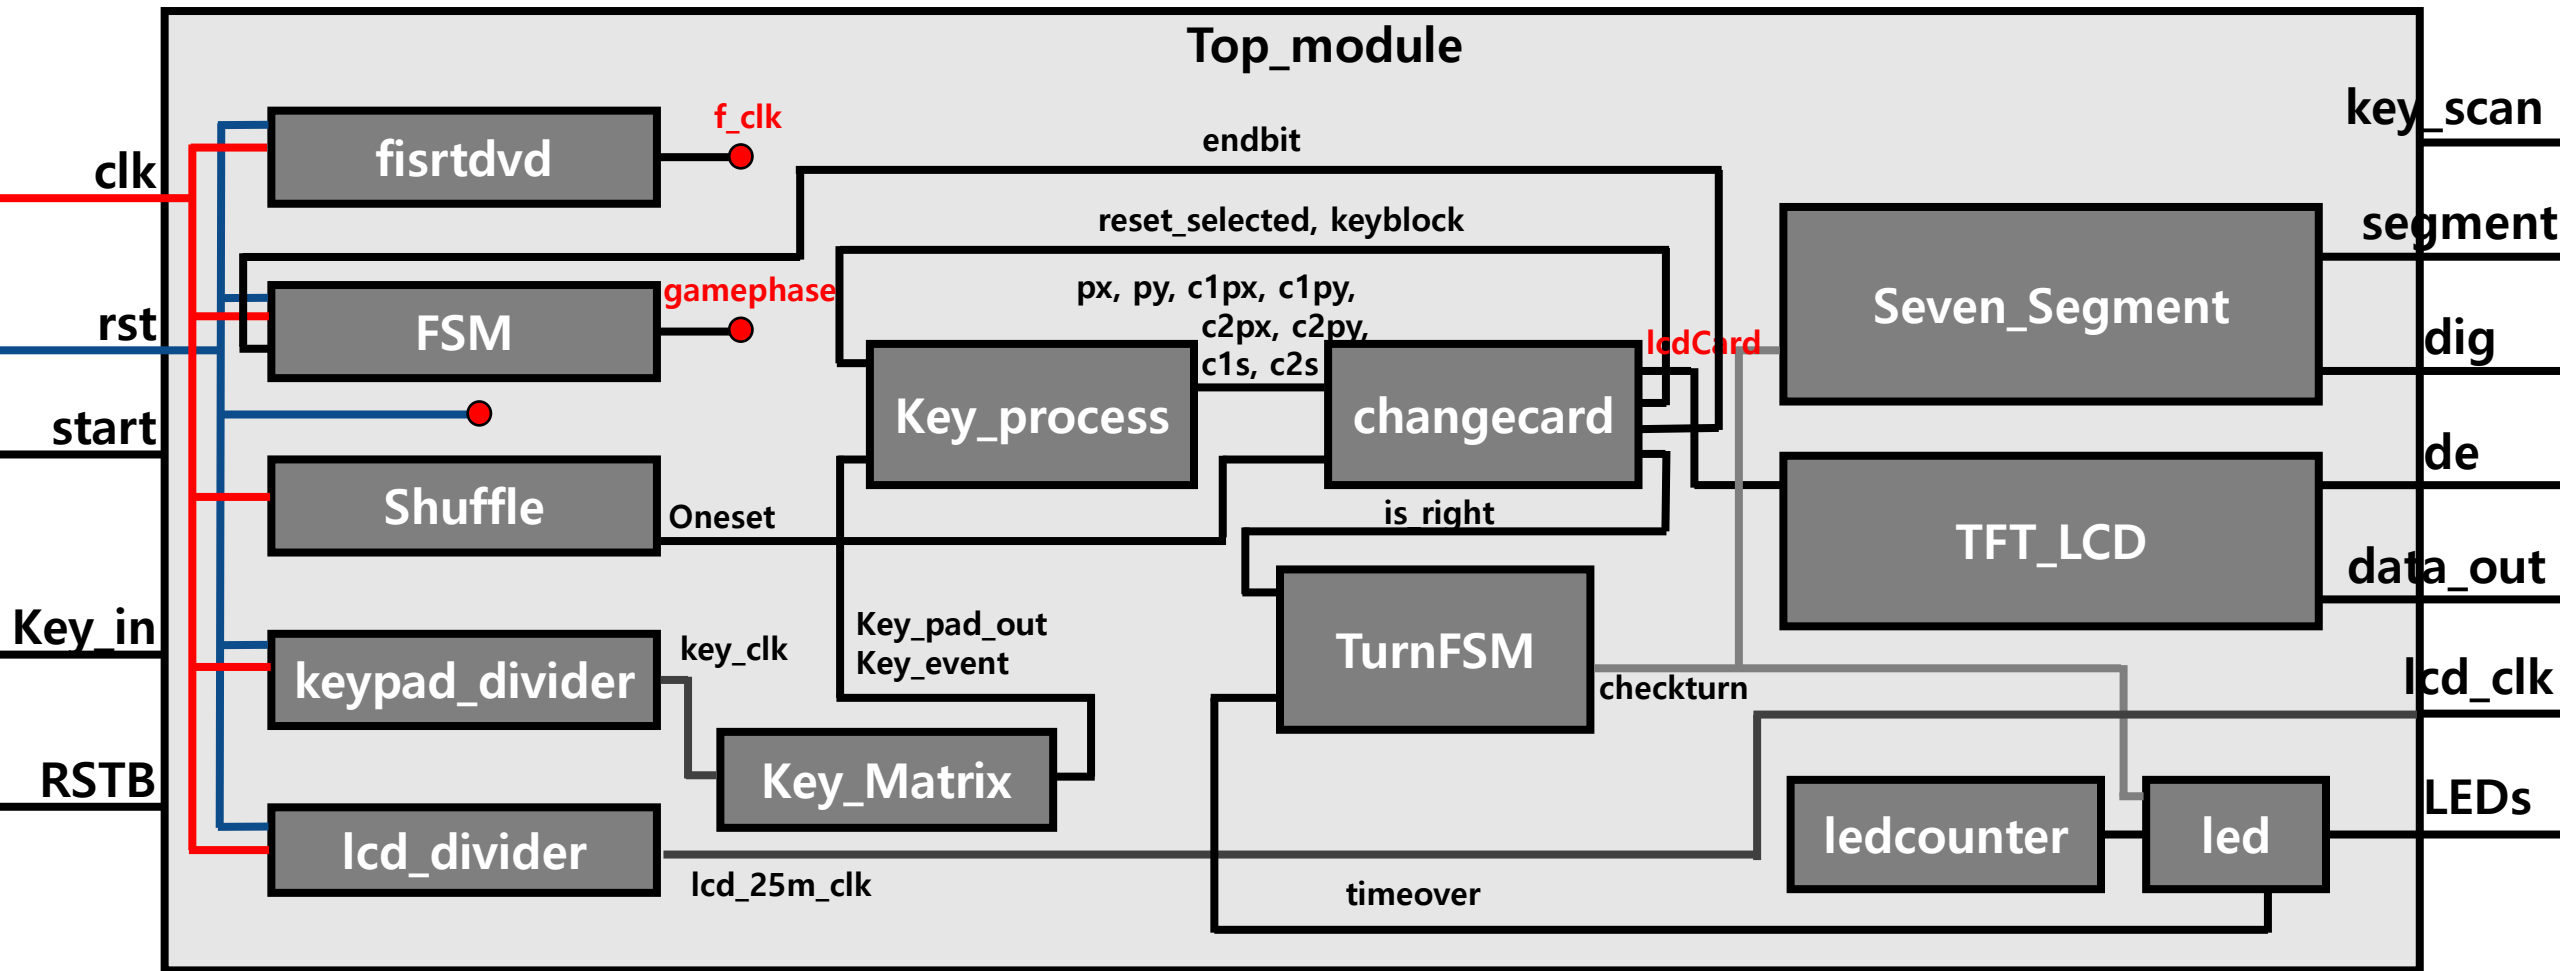 Top_module
clk
rst
start
Key_in
RSTB
fisrtdvd
f_clk
FSM
gamephase
Shuffle
Oneset
keypad_divider
key_clk
lcd_divider
lcd_25m_clk
Key_Matrix
Key_pad_out
Key_event
endbit
reset_selected, keyblock
px, py, c1px, c1py,
c2px, c2py,
c1s, c2s
Key_process
changecard
lcdCard
is_right
TurnFSM
checkturn
timeover
Seven_Segment
TFT_LCD
ledcounter
led
key_scan
segment
dig
de
data_out
lcd_clk
LEDs